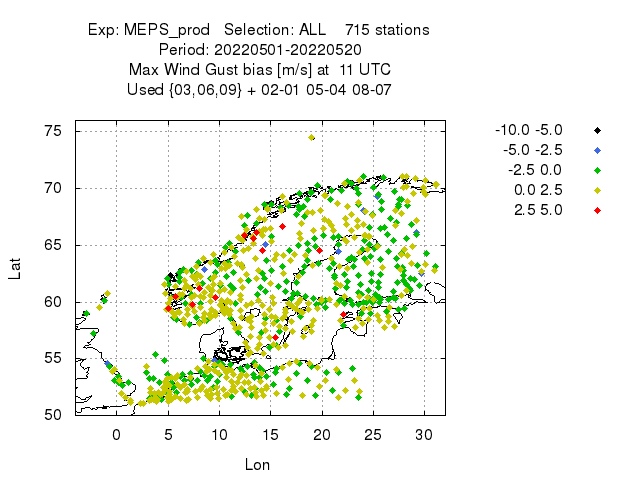 Exp: MEPS_prod   Selection: ALL    715 stations
Period: 20220501-20220520
Max Wind Gust bias [m/s] at  11 UTC
Used {03,06,09} + 02-01 05-04 08-07
-10.0 -5.0
-5.0 -2.5
-2.5 0.0
0.0 2.5
2.5 5.0
75
70
65
60
55
50
Lat
0 5 10 15 20 25 30
Lon